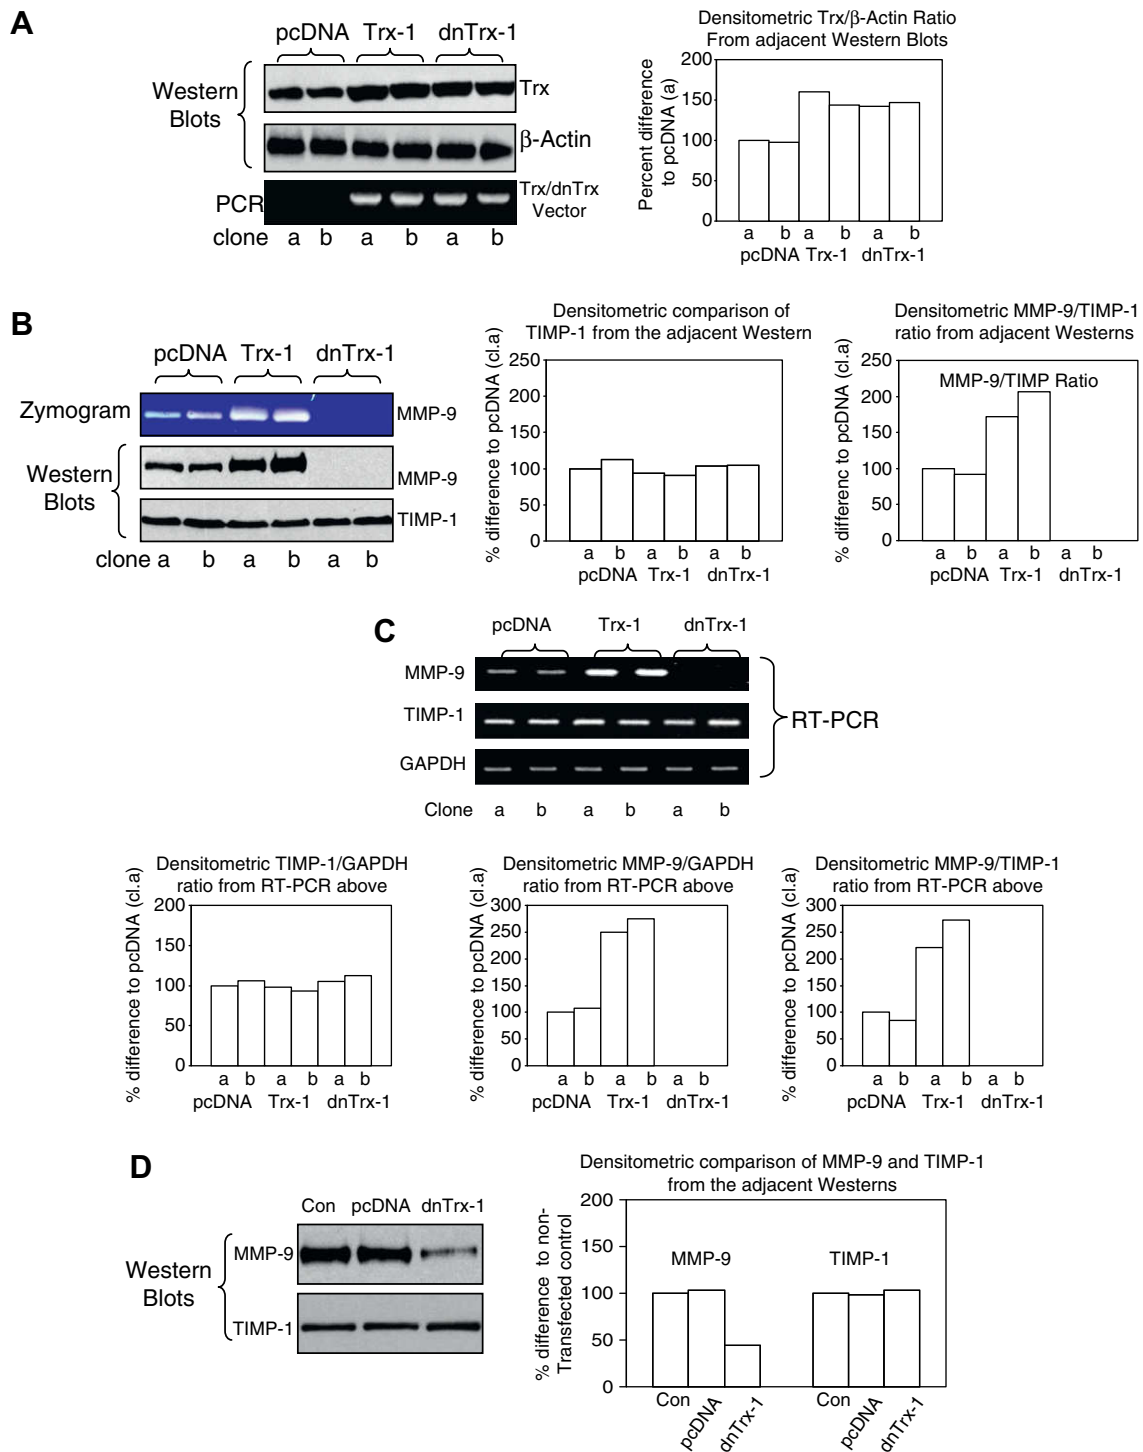 A
pcDNA Trx-1 dnTrx-1
Western
Blots
Trx
β-Actin
PCR
Trx/dnTrx
Vector
clone a b a b a b
Densitometric Trx/β-Actin Ratio
From adjacent Western Blots
Percent difference
to pcDNA (a)
200
150
100
50
0
a b a b a b
pcDNA Trx-1 dnTrx-1
B
pcDNA Trx-1 dnTrx-1
Zymogram
MMP-9
Western
Blots
MMP-9
TIMP-1
clone a b a b a b
Densitometric comparison of
TIMP-1 from the adjacent Western
% difference to pcDNA (cl.a)
250
200
150
100
50
0
a b a b a b
pcDNA Trx-1 dnTrx-1
Densitometric MMP-9/TIMP-1
ratio from adjacent Westerns
% differenc to pcDNA (cl.a)
250
200
150
100
50
0
MMP-9/TIMP Ratio
a b a b a b
pcDNA Trx-1 dnTrx-1
C
pcDNA Trx-1 dnTrx-1
MMP-9
TIMP-1
GAPDH
RT-PCR
Clone a b a b a b
Densitometric TIMP-1/GAPDH
ratio from RT-PCR above
% difference to pcDNA (cl.a)
200
150
100
50
0
a b a b a b
pcDNA Trx-1 dnTrx-1
Densitometric MMP-9/GAPDH
ratio from RT-PCR above
% difference to pcDNA (cl.a)
300
250
200
150
100
50
0
a b a b a b
pcDNA Trx-1 dnTrx-1
Densitometric MMP-9/TIMP-1
ratio from RT-PCR above
% difference to pcDNA (cl.a)
300
250
200
150
100
50
0
a b a b a b
pcDNA Trx-1 dnTrx-1
D
Con pcDNA dnTrx-1
Western
Blots
MMP-9
TIMP-1
Densitometric comparison of MMP-9 and TIMP-1
from the adjacent Westerns
% difference to non-
Transfected control
200
150
100
50
0
MMP-9 TIMP-1
Con pcDNA dnTrx-1 Con pcDNA dnTrx-1